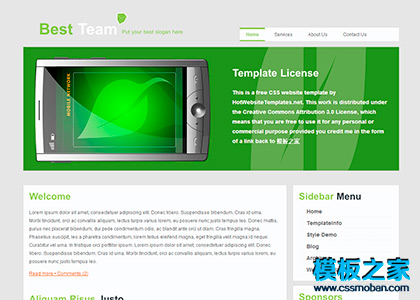 Best Team
Put your best slogan here
Home Services About Us Contact Us
MOBILE NETWORK
Template License
This is a free CSS website template by
HotWebsiteTemplates.net. This work is distributed under
the Creative Commons Attribution 3.0 License, which
means that you are free to use it for any personal or
commercial purpose provided you credit me in the form
of a link back to 模板之家
Welcome
Lorem ipsum dolor sit amet, consectetuer adipiscing elit. Donec libero. Suspendisse bibendum. Cras id urna. Morbi tincidunt, orci ac convallis aliquam, lectus turpis varius lorem, eu posuere nunc justo tempus leo. Donec mattis, purus nec placerat bibendum, dui pede condimentum odio, ac blandit ante orci ut diam. Cras fringilla magna. Phasellus suscipit, leo a pharetra condimentum, lorem tellus eleifend magna, eget fringilla velit magna id neque. Curabitur vel urna. In tristique orci porttitor ipsum. Lorem ipsum dolor sit amet, consectetuer adipiscing elit. Donec libero. Suspendisse bibendum. Cras id urna. Morbi tincidunt, orci ac convallis aliquam, lectus turpis varius lorem, eu posuere nunc justo tempus leo.
Read more • Comments (2)
Aliquam Risus Justo
Sidebar Menu
Home
TemplateInfo
Style Demo
Blog
Sponsors
模板之家
www.cssmoban.com